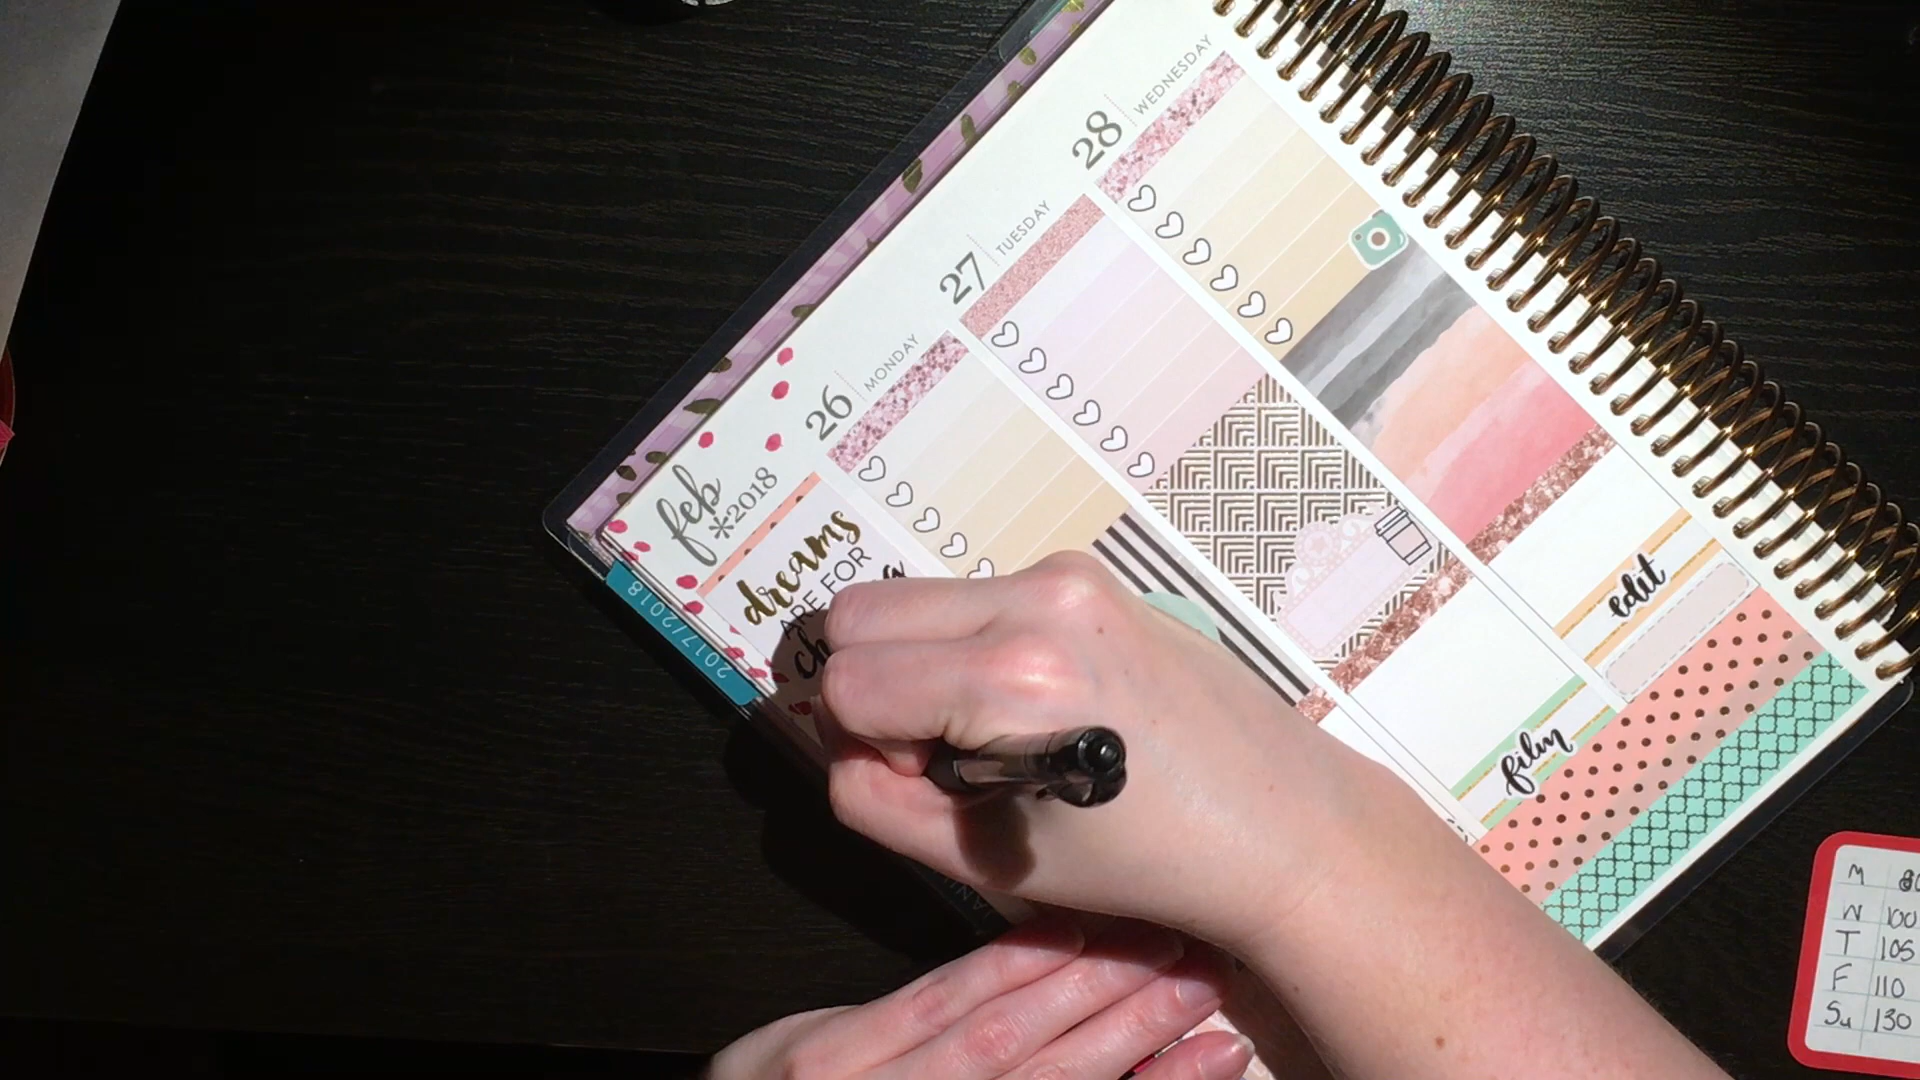 feb
*2018
26 MONDAY
27 TUESDAY
28 WEDNESDAY
dreams
ARE FOR
2017/2018
edit
film
M
W 100
T 105
F 110
Su 130